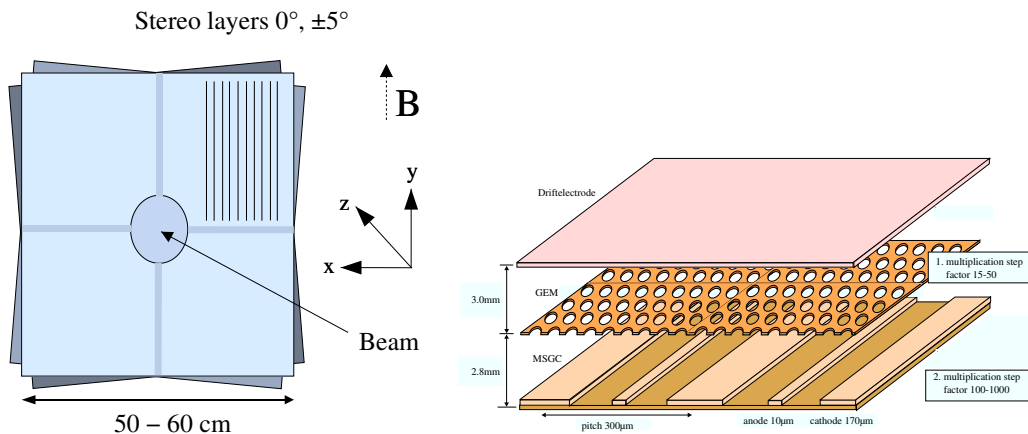 Stereo layers 0°, ±5°
B
y
z
x
Beam
50 − 60 cm
Driftelectrode
GEM
1. multiplication step
factor 15-50
3.0mm
MSGC
2.8mm
2. multiplication step
factor 100-1000
pitch 300μm
anode 10μm
cathode 170μm